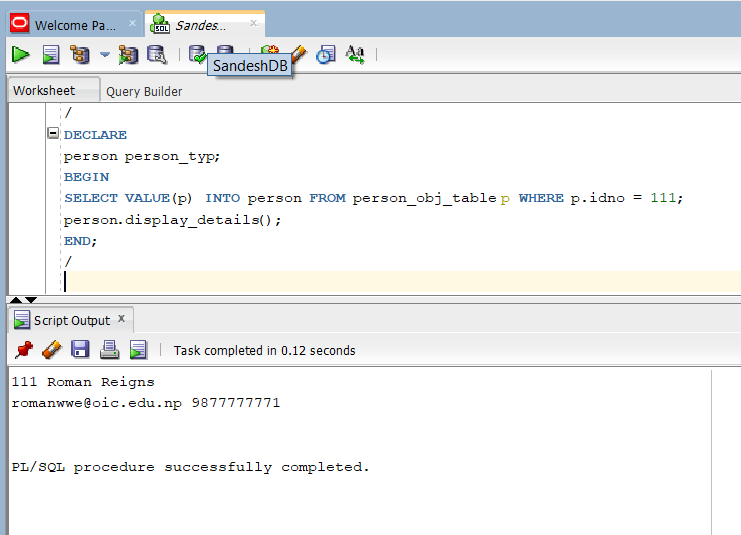 Welcome Pa...
Sandes...
SandeshDB
Worksheet
Query Builder
/
DECLARE
person person_typ;
BEGIN
SELECT VALUE(p) INTO person FROM person_obj_table p WHERE p.idno = 111;
person.display_details();
END;
/
Script Output
Task completed in 0.12 seconds
111 Roman Reigns
romanwwe@oic.edu.np 9877777771
PL/SQL procedure successfully completed.